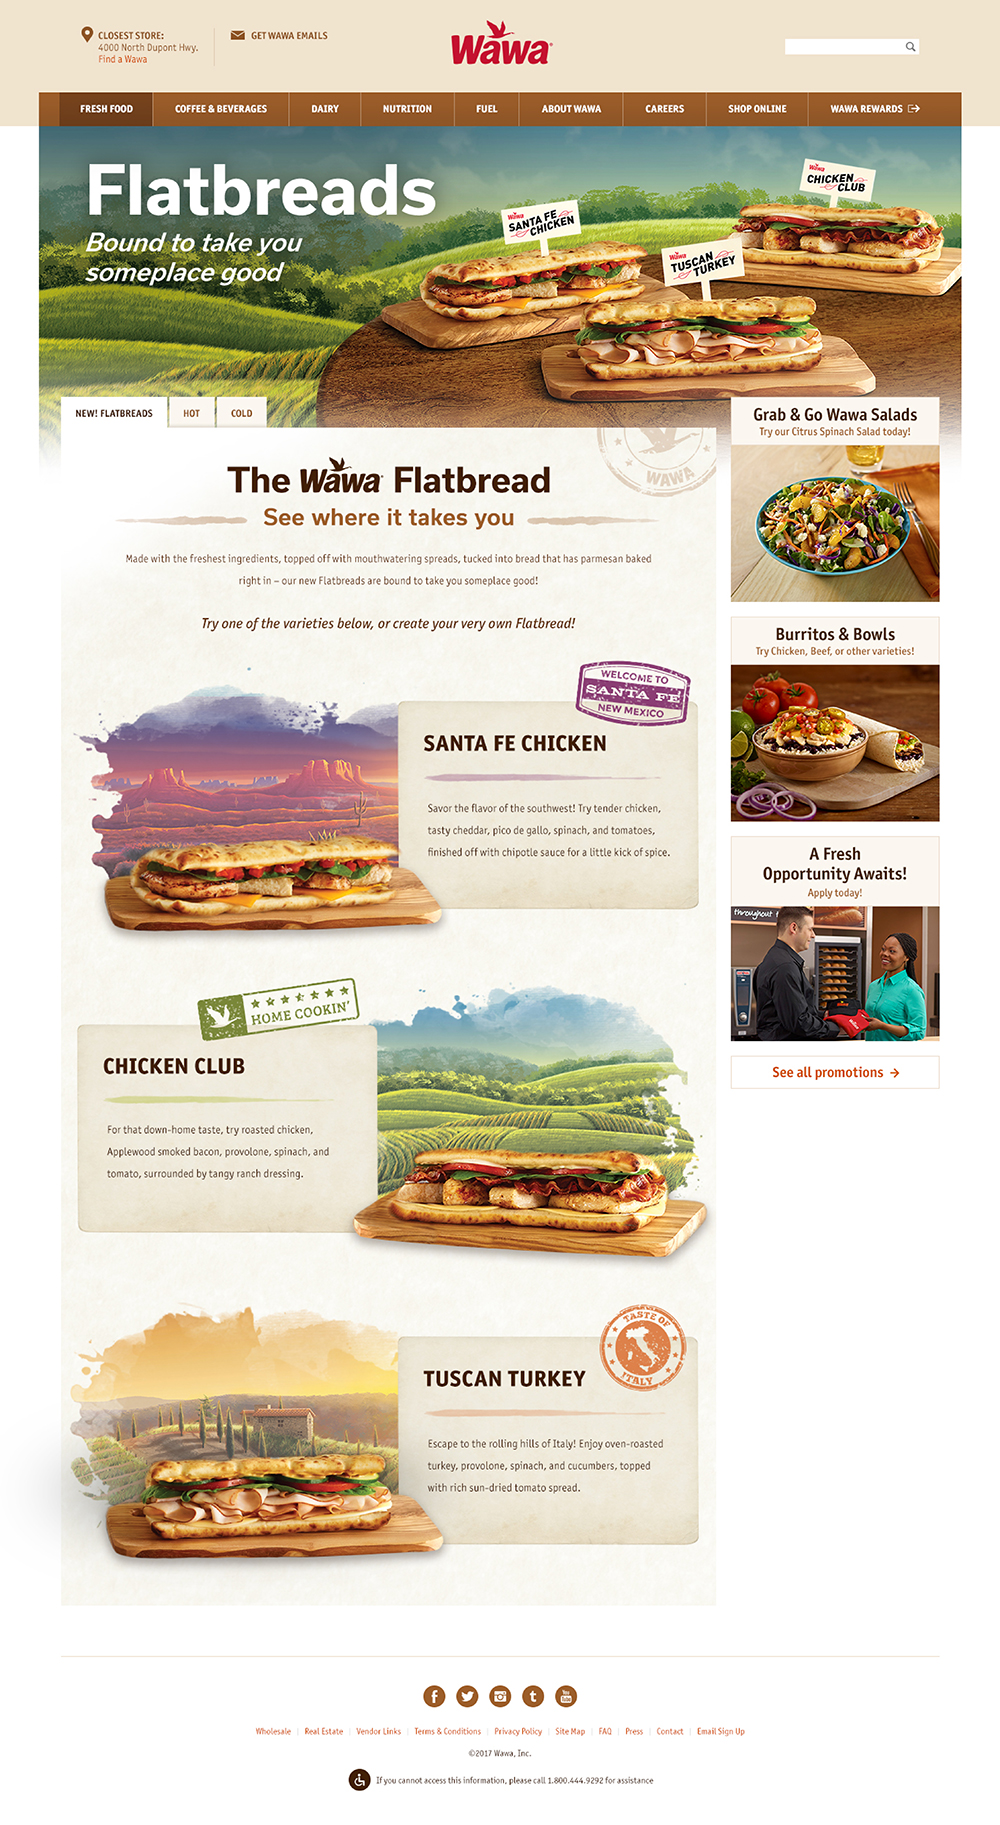 CLOSEST STORE:
4000 North Dupont Hwy.
Find a Wawa
GET WAWA EMAILS
Wawa®
FRESH FOOD
COFFEE & BEVERAGES
DAIRY
NUTRITION
FUEL
ABOUT WAWA
CAREERS
SHOP ONLINE
WAWA REWARDS
Flatbreads
Bound to take you
someplace good
Wawa
SANTA FE
CHICKEN
Wawa
TUSCAN
TURKEY
Wawa
CHICKEN
CLUB
NEW! FLATBREADS
HOT
COLD
WAWA
The Wawa® Flatbread
See where it takes you
Made with the freshest ingredients, topped off with mouthwatering spreads, tucked into bread that has parmesan baked
right in – our new Flatbreads are bound to take you someplace good!
Try one of the varieties below, or create your very own Flatbread!
WELCOME TO
SANTA FE
NEW MEXICO
SANTA FE CHICKEN
Savor the flavor of the southwest! Try tender chicken,
tasty cheddar, pico de gallo, spinach, and tomatoes,
finished off with chipotle sauce for a little kick of spice.
HOME COOKIN'
CHICKEN CLUB
For that down-home taste, try roasted chicken,
Applewood smoked bacon, provolone, spinach, and
tomato, surrounded by tangy ranch dressing.
TASTE OF
ITALY
TUSCAN TURKEY
Escape to the rolling hills of Italy! Enjoy oven-roasted
turkey, provolone, spinach, and cucumbers, topped
with rich sun-dried tomato spread.
Grab & Go Wawa Salads
Try our Citrus Spinach Salad today!
Burritos & Bowls
Try Chicken, Beef, or other varieties!
A Fresh
Opportunity Awaits!
Apply today!
throughout
See all promotions
You
Tube
Wholesale | Real Estate | Vendor Links | Terms & Conditions | Privacy Policy | Site Map | FAQ | Press | Contact | Email Sign Up
©2017 Wawa, Inc.
If you cannot access this information, please call 1.800.444.9292 for assistance